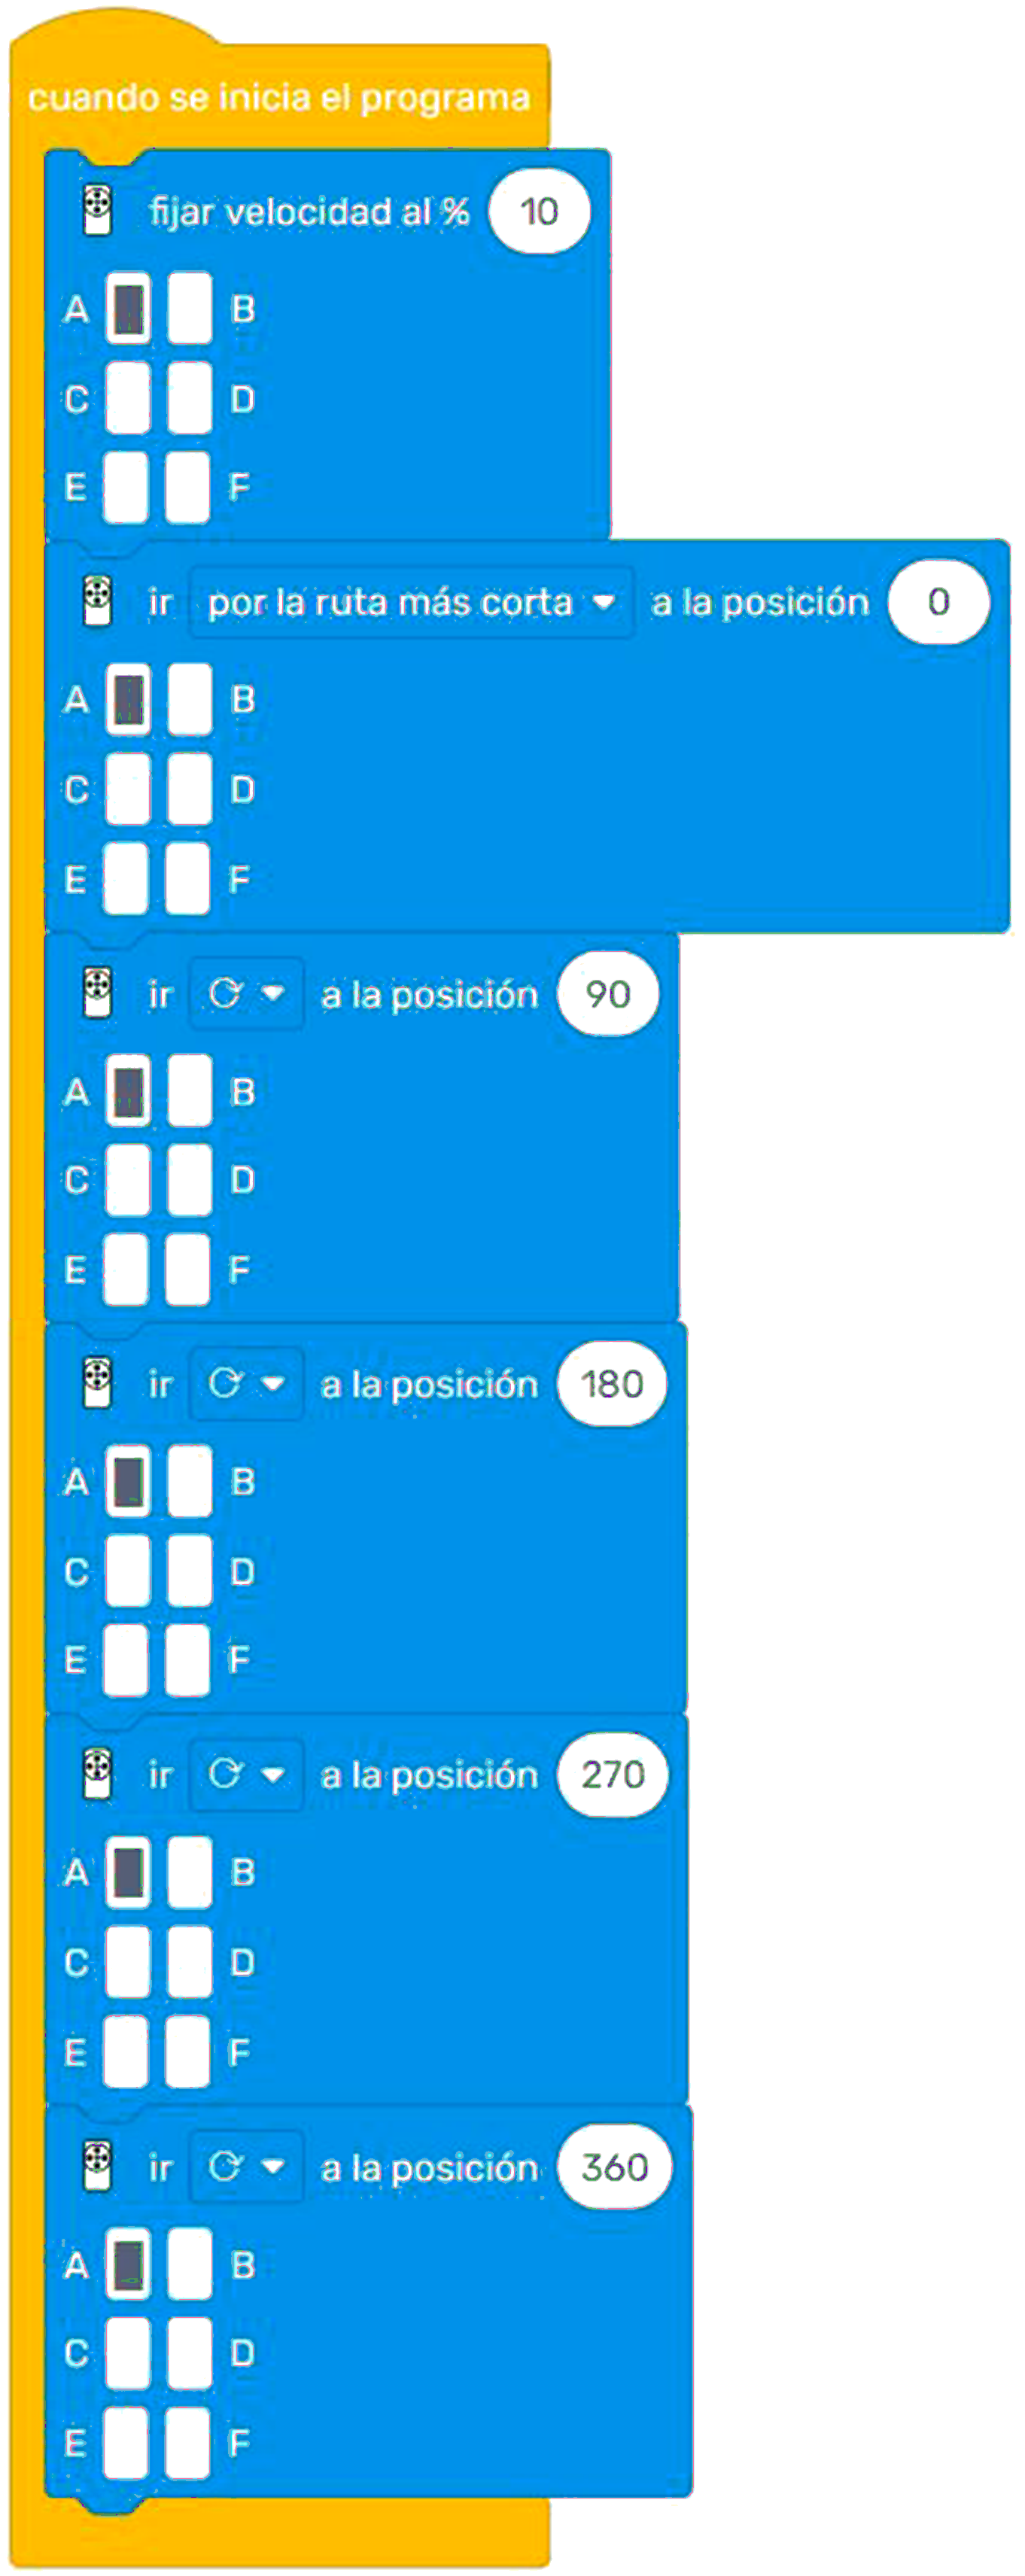 cuando se inicia el programa
fijar velocidad al % 10
A B
C D
E F
ir por la ruta más corta a la posición 0
A B
C D
E F
ir a la posición 90
A B
C D
E F
ir a la posición 180
A B
C D
E F
ir a la posición 270
A B
C D
E F
ir a la posición 360
A B
C D
E F